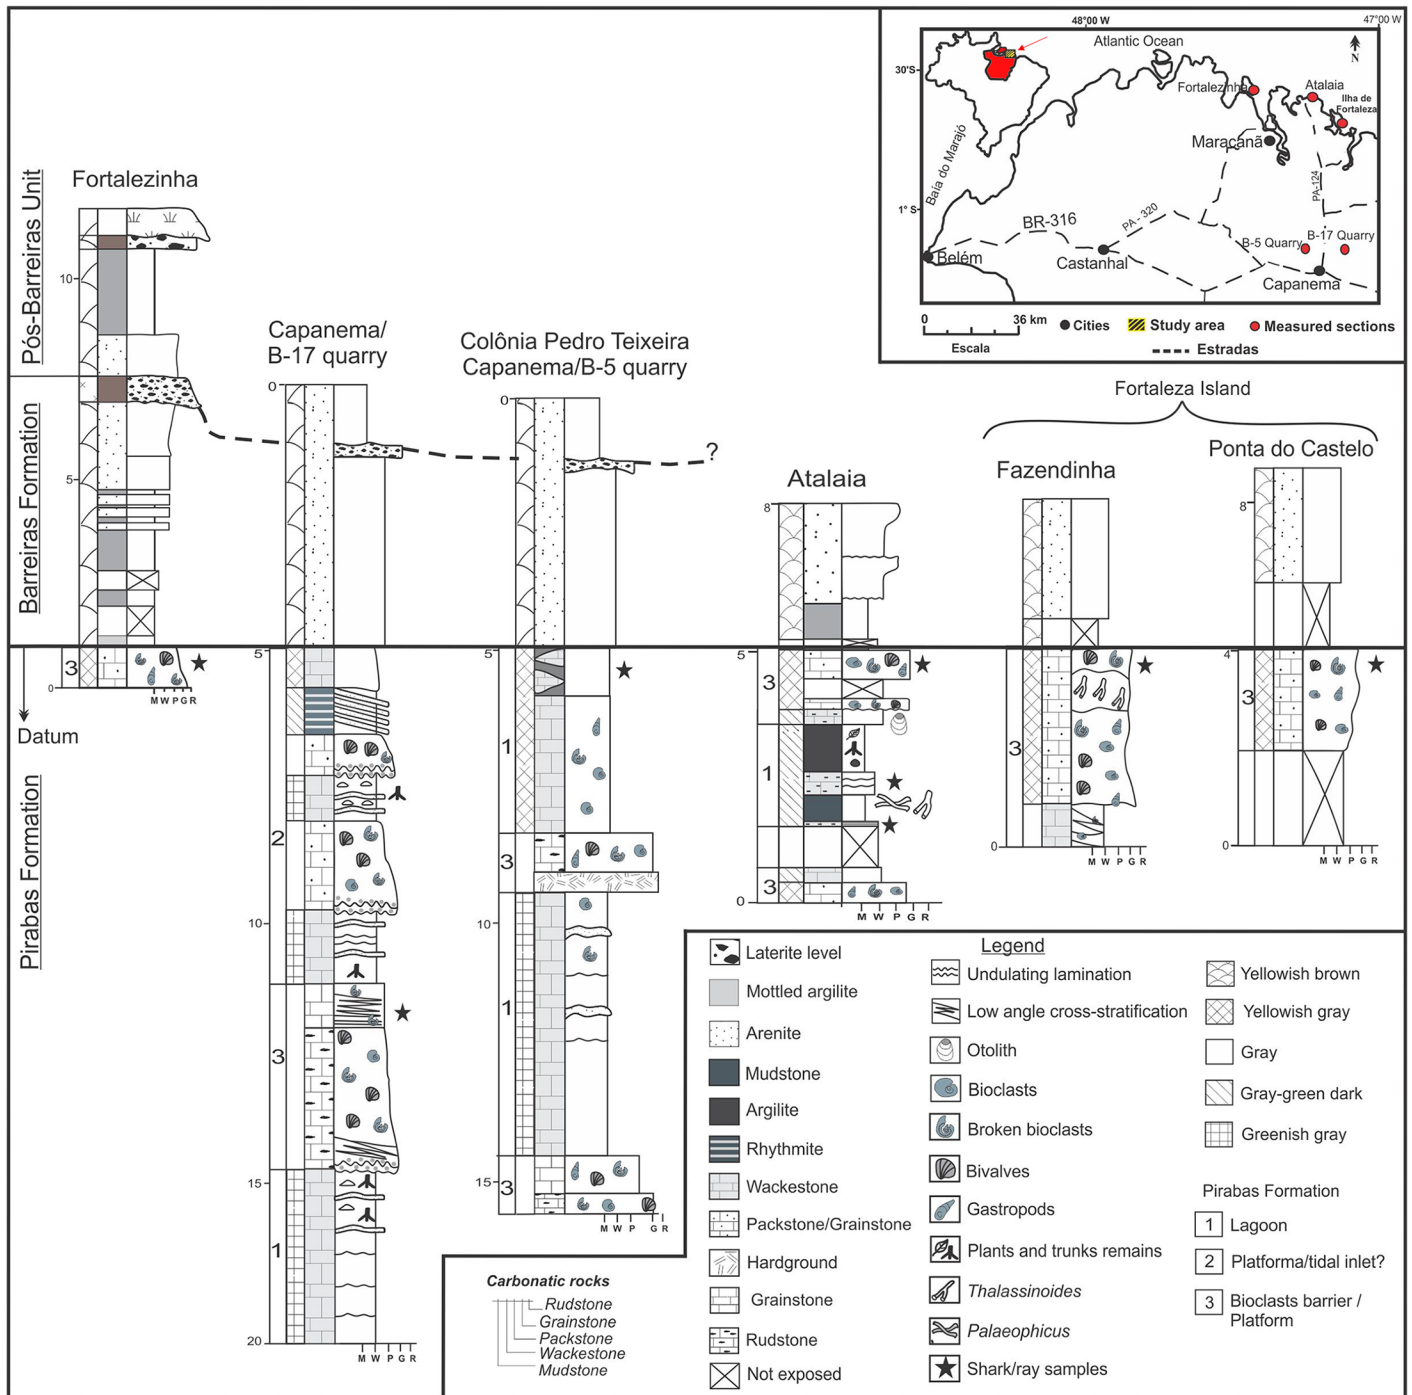 48°00 W
47°00 W
Atlantic Ocean
N
30'S
Fortalezinha
Atalaia
Ilha de
Fortaleza
Maracanã
Baía do Marajó
PA-124
1° S
BR-316
PA - 320
B-5 Quarry
B-17 Quarry
Belém
Castanhal
Capanema
0
36 km
Escala
Cities
Study area
Measured sections
Estradas
Pós-Barreiras Unit
Barreiras Formation
Datum
Pirabas Formation
Fortalezinha
10
5
3
0
M W P G R
Capanema/
B-17 quarry
0
5
2
10
3
15
1
20
M W P G R
Colônia Pedro Teixeira
Capanema/B-5 quarry
0
?
5
1
3
10
1
15
3
M W P G R
Atalaia
8
5
3
1
3
0
M W P G R
Fortaleza Island
Fazendinha
3
0
M W P G R
Ponta do Castelo
8
4
3
0
M W P G R
Legend
Laterite level
Mottled argilite
Arenite
Mudstone
Argilite
Rhythmite
Wackestone
Packstone/Grainstone
Hardground
Grainstone
Rudstone
Not exposed
Undulating lamination
Low angle cross-stratification
Otolith
Bioclasts
Broken bioclasts
Bivalves
Gastropods
Plants and trunks remains
Thalassinoides
Palaeophicus
Shark/ray samples
Yellowish brown
Yellowish gray
Gray
Gray-green dark
Greenish gray
Pirabas Formation
1 Lagoon
2 Platforma/tidal inlet?
3 Bioclasts barrier /
Platform
Carbonatic rocks
Rudstone
Grainstone
Packstone
Wackestone
Mudstone